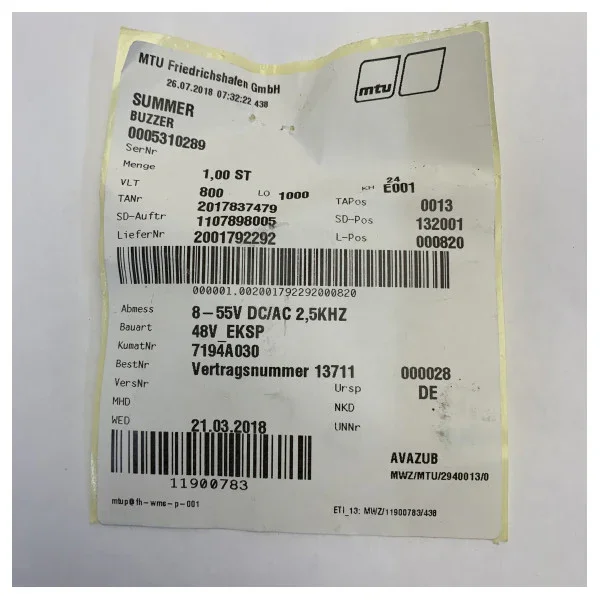 MTU Friedrichshafen GmbH
26.07.2018 07:32:22 438
mtu
SUMMER
BUZZER
0005310289
SerNr
Menge 1,00 ST
24
VLT 800 LO 1000 KH E001
TANr 2017837479 TAPos 0013
SD-Auftr 1107898005 SD-Pos 132001
LieferNr 2001792292 L-Pos 000820
000001.002001792292000820
Abmess 8-55V DC/AC 2,5KHZ
Bauart 48V_EKSP
KumatNr 7194A030
BestNr Vertragsnummer 13711 000028
VersNr Ursp DE
MHD NKD
WED 21.03.2018 UNNr
11900783
AVAZUB
MWZ/MTU/2940013/0
mtup@fh-wms-p-001
ETI_13: MWZ/11900783/438